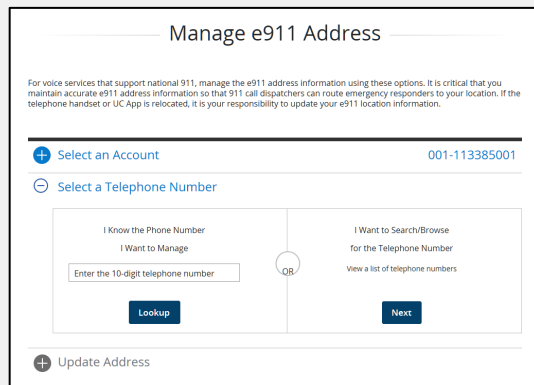 Manage e911 Address
For voice services that support national 911, manage the e911 address information using these options. It is critical that you
maintain accurate e911 address information so that 911 call dispatchers can route emergency responders to your location. If the
telephone handset or UC App is relocated, it is your responsibility to update your e911 location information.
Select an Account 001-113385001
Select a Telephone Number
I Know the Phone Number
I Want to Manage
Enter the 10-digit telephone number
Lookup
OR
I Want to Search/Browse
for the Telephone Number
View a list of telephone numbers
Next
Update Address